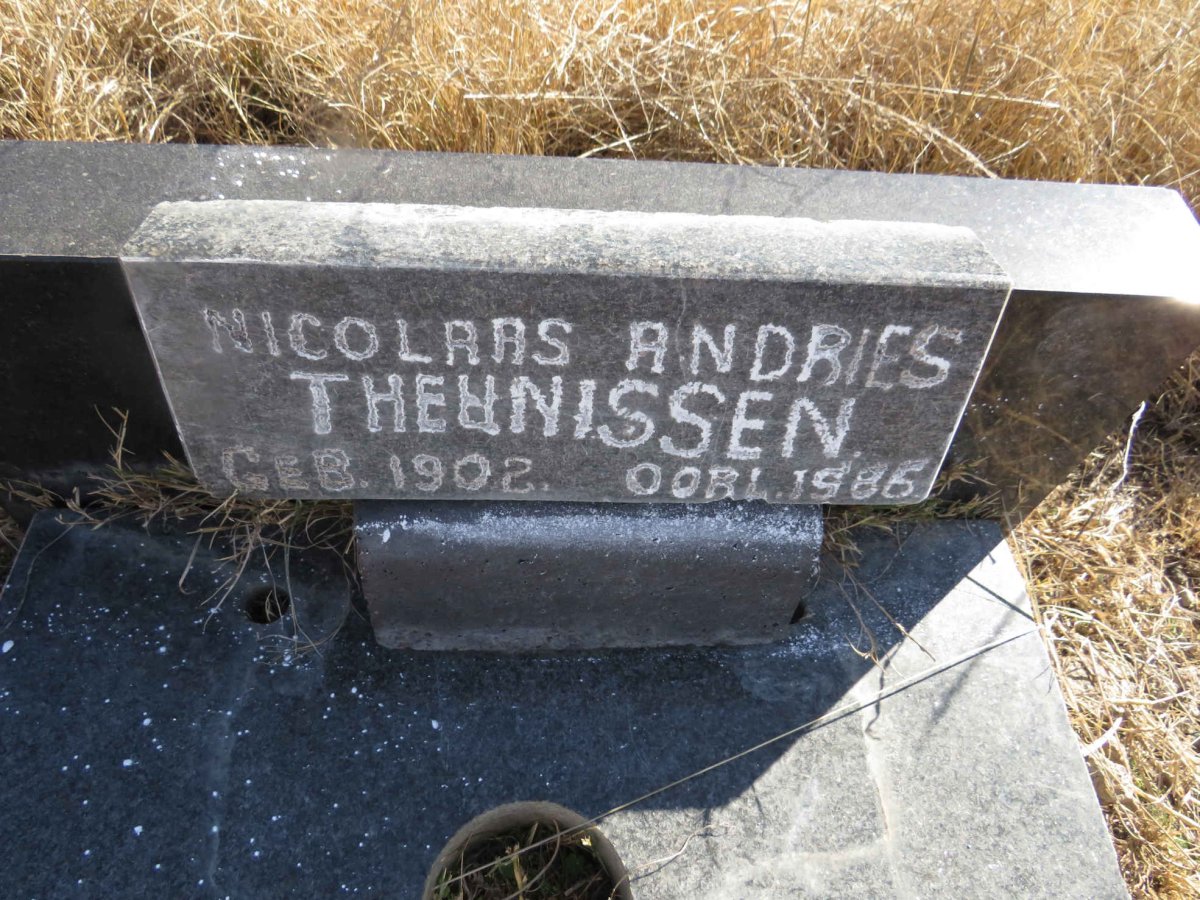 NICOLAAS ANDRIES
THEUNISSEN.
GEB. 1902. OORL. 1986